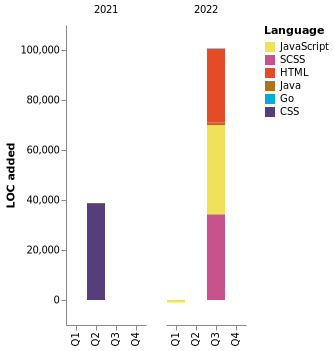 2021 2022
Language
JavaScript
SCSS
HTML
Java
Go
CSS
LOC added
100,000
80,000
60,000
40,000
20,000
0
Q1 Q2 Q3 Q4 Q1 Q2 Q3 Q4